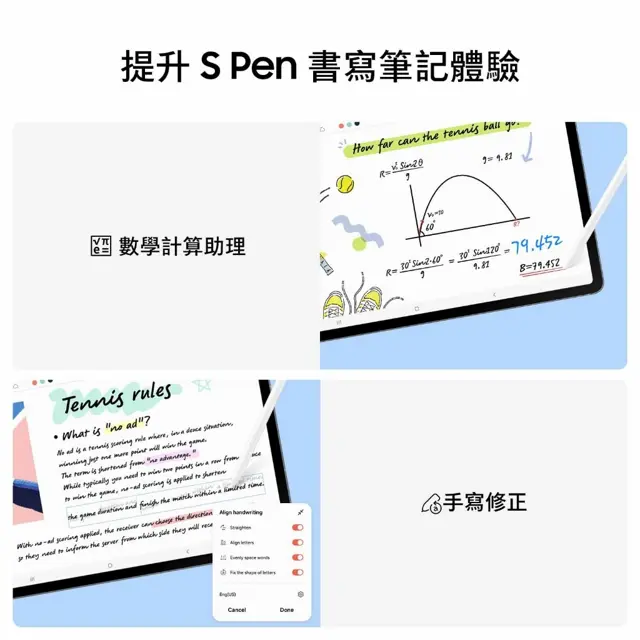 提升 S Pen 書寫筆記體驗
數學計算助理
How far can the tennis ball go?
R= V₀² Sin2θ / g
g= 9.81
V₀=30
60°
R?
R= 30² Sin2·60° / g = 30² Sin120° / 9.81 = 79.452
B=79.452
Tennis rules
• What is "no ad"?
No ad is a tennis scoring rule where, in a deuce situation,
winning just one more point will win the game.
The term is shortened from "no advantage."
While typically you need to win two points in a row from
to win the game, no-ad scoring is applied to shorten
the game duration and finish the match within a limited time.
With no-ad scoring applied, the receiver can chose the direction
so they need to inform the server from which side they will rece
Align handwriting
Straighten
Align letters
Evenly space words
Fix the shape of letters
Eng(US)
Cancel
Done
手寫修正